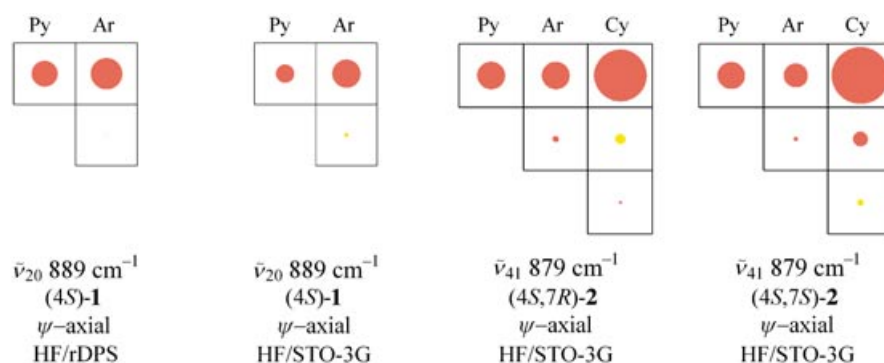 Py Ar
Py Ar
Py Ar Cy
Py Ar Cy
ν̃₂₀ 889 cm⁻¹
(4S)-1
ψ–axial
HF/rDPS
ν̃₂₀ 889 cm⁻¹
(4S)-1
ψ–axial
HF/STO-3G
ν̃₄₁ 879 cm⁻¹
(4S,7R)-2
ψ–axial
HF/STO-3G
ν̃₄₁ 879 cm⁻¹
(4S,7S)-2
ψ–axial
HF/STO-3G